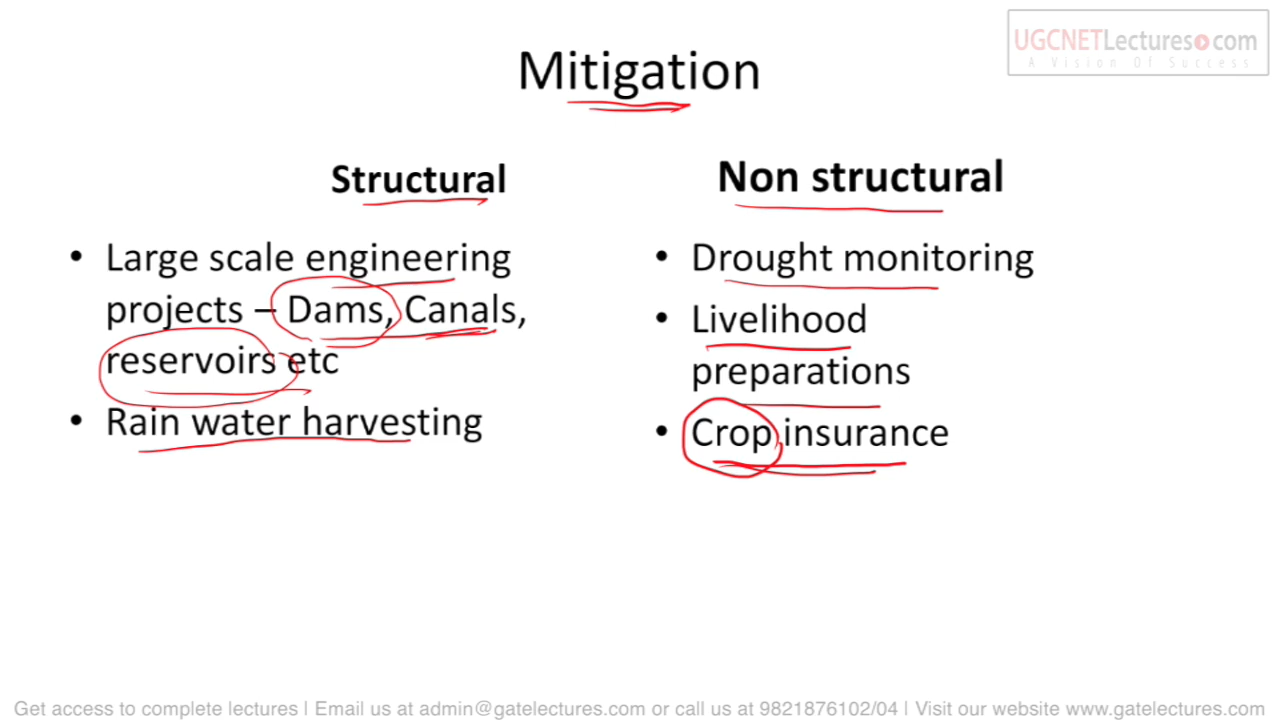 UGCNETLectures.com
A Vision Of Success
Mitigation
Structural
• Large scale engineering
projects – Dams, Canals,
reservoirs etc
• Rain water harvesting
Non structural
• Drought monitoring
• Livelihood
preparations
• Crop insurance
Get access to complete lectures | Email us at admin@gatelectures.com or call us at 9821876102/04 | Visit our website www.gatelectures.com